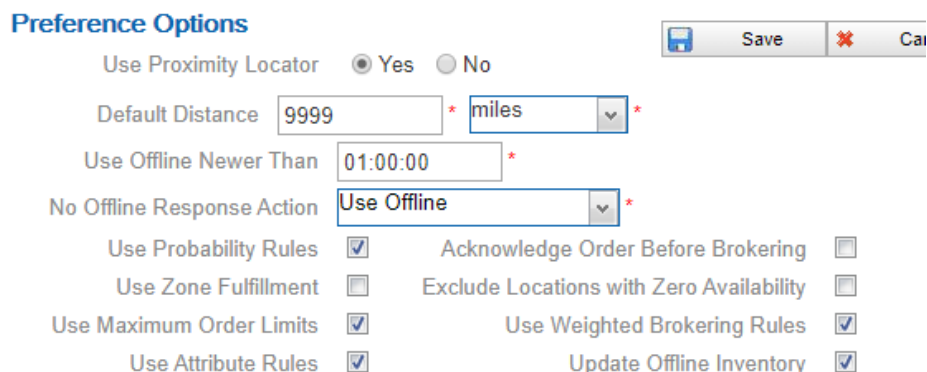 Preference Options
Save Can
Use Proximity Locator Yes No
Default Distance 9999 * miles *
Use Offline Newer Than 01:00:00 *
No Offline Response Action Use Offline *
Use Probability Rules Acknowledge Order Before Brokering
Use Zone Fulfillment Exclude Locations with Zero Availability
Use Maximum Order Limits Use Weighted Brokering Rules
Use Attribute Rules Update Offline Inventory